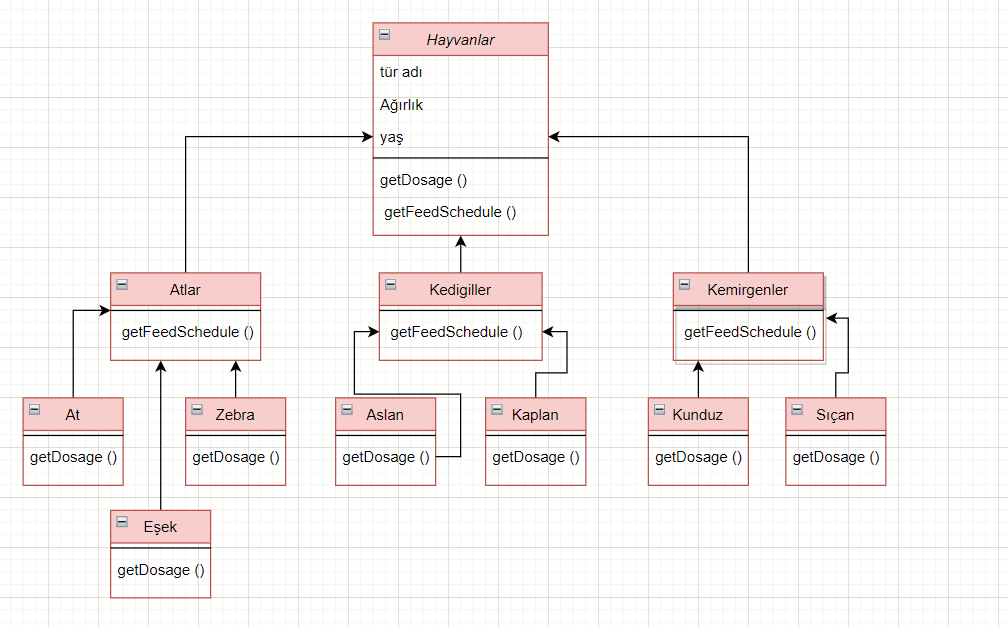 Hayvanlar
tür adı
Ağırlık
yaş
getDosage ()
getFeedSchedule ()
Atlar
getFeedSchedule ()
Kedigiller
getFeedSchedule ()
Kemirgenler
getFeedSchedule ()
At
getDosage ()
Zebra
getDosage ()
Aslan
getDosage ()
Kaplan
getDosage ()
Kunduz
getDosage ()
Sıçan
getDosage ()
Eşek
getDosage ()